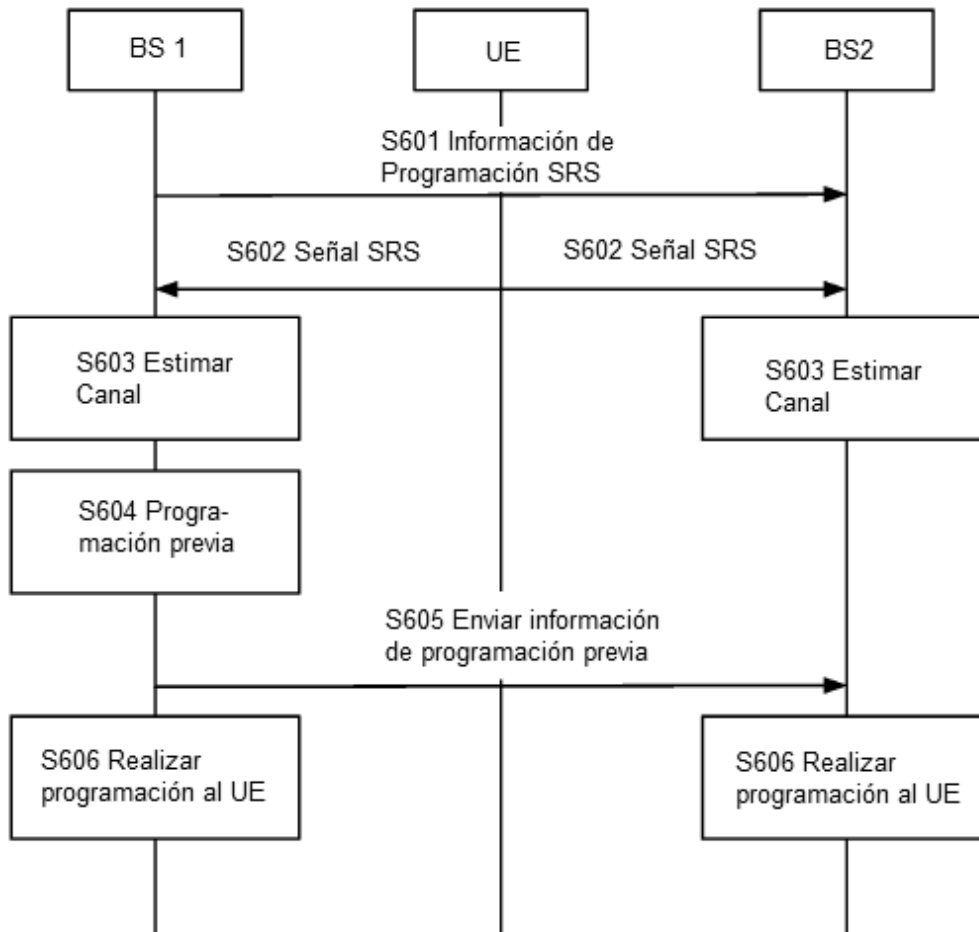 BS 1
UE
BS2
S601 Información de
Programación SRS
S602 Señal SRS
S602 Señal SRS
S603 Estimar
Canal
S603 Estimar
Canal
S604 Progra-
mación previa
S605 Enviar información
de programación previa
S606 Realizar
programación al UE
S606 Realizar
programación al UE